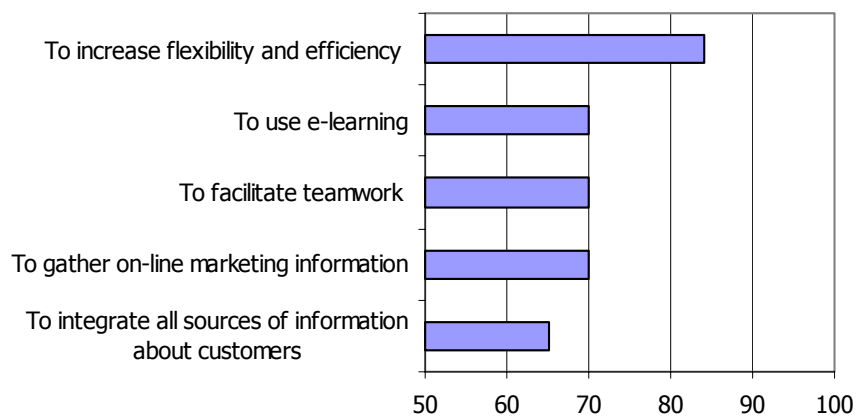 To increase flexibility and efficiency
To use e-learning
To facilitate teamwork
To gather on-line marketing information
To integrate all sources of information
about customers
50 60 70 80 90 100